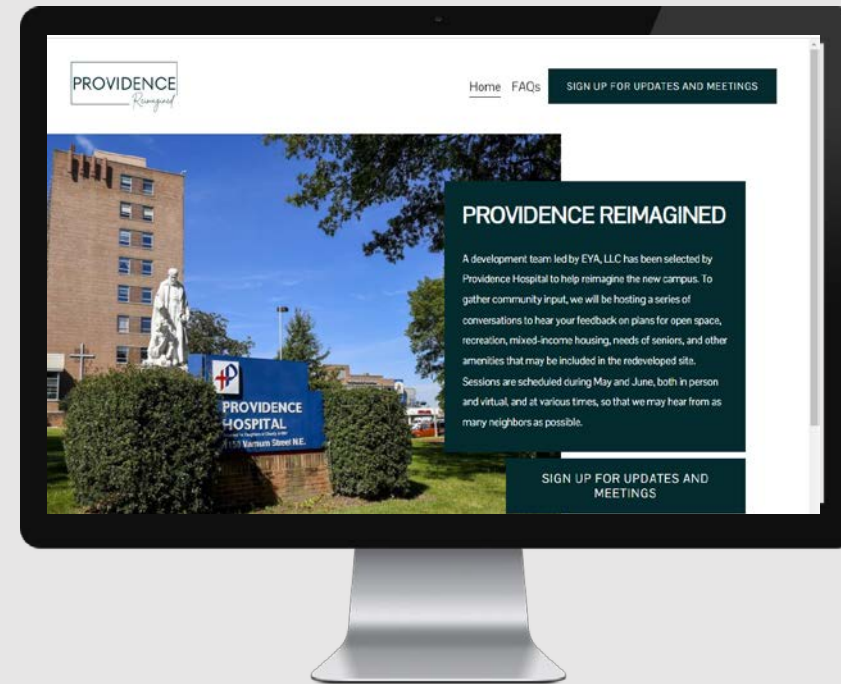 PROVIDENCE
Reimagined
Home FAQs SIGN UP FOR UPDATES AND MEETINGS
PROVIDENCE REIMAGINED
A development team led by EYA, LLC has been selected by
Providence Hospital to help reimagine the new campus. To
gather community input, we will be hosting a series of
conversations to hear your feedback on plans for open space,
recreation, mixed-income housing, needs of seniors, and other
amenities that may be included in the redeveloped site.
Sessions are scheduled during May and June, both in person
and virtual, and at various times, so that we may hear from as
many neighbors as possible.
SIGN UP FOR UPDATES AND
MEETINGS
PROVIDENCE
HOSPITAL
Varnum Street N.E.